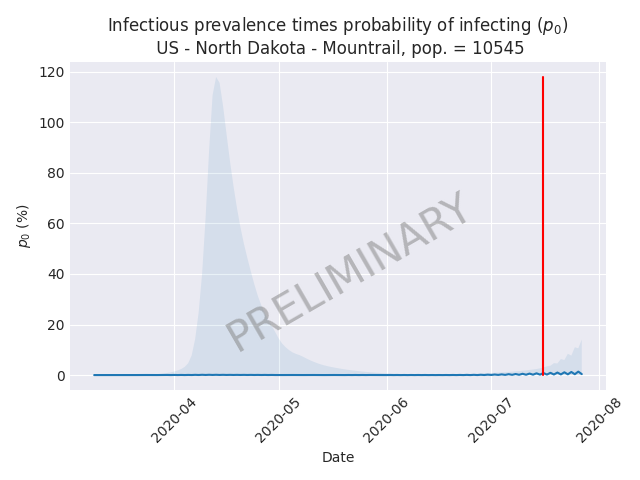 Infectious prevalence times probability of infecting (p₀)
US - North Dakota - Mountrail, pop. = 10545
120
100
80
60
40
20
0
p₀ (%)
PRELIMINARY
2020-04
2020-05
2020-06
2020-07
2020-08
Date